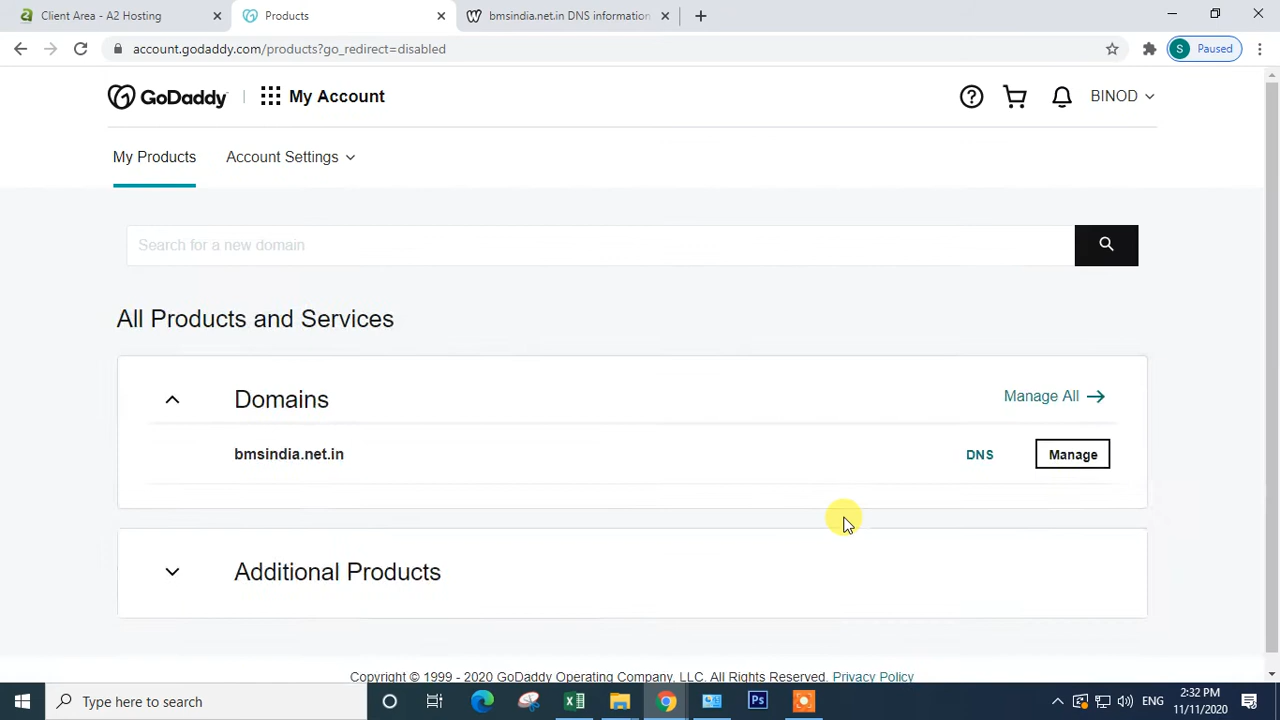 Client Area - A2 Hosting
Products
bmsindia.net.in DNS information
account.godaddy.com/products?go_redirect=disabled
S Paused
GoDaddy
My Account
BINOD
My Products
Account Settings
Search for a new domain
All Products and Services
Domains
Manage All
bmsindia.net.in
DNS
Manage
Additional Products
Copyright © 1999 - 2020 GoDaddy Operating Company, LLC. All Rights Reserved. Privacy Policy
Type here to search
Ps
ENG
2:32 PM
11/11/2020